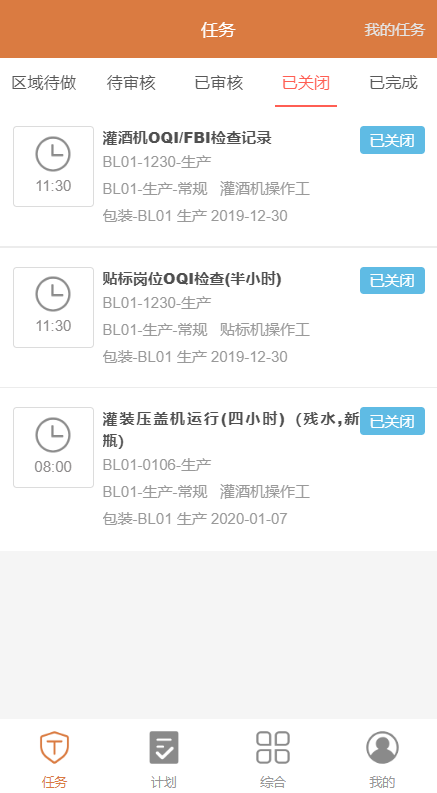 任务
我的任务
区域待做 待审核 已审核 已关闭 已完成
灌酒机OQI/FBI检查记录
已关闭
BL01-1230-生产
11:30
BL01-生产-常规 灌酒机操作工
包装-BL01 生产 2019-12-30
贴标岗位OQI检查(半小时)
已关闭
BL01-1230-生产
11:30
BL01-生产-常规 贴标机操作工
包装-BL01 生产 2019-12-30
灌装压盖机运行(四小时)(残水,新
瓶)
已关闭
BL01-0106-生产
08:00
BL01-生产-常规 灌酒机操作工
包装-BL01 生产 2020-01-07
任务 计划 综合 我的